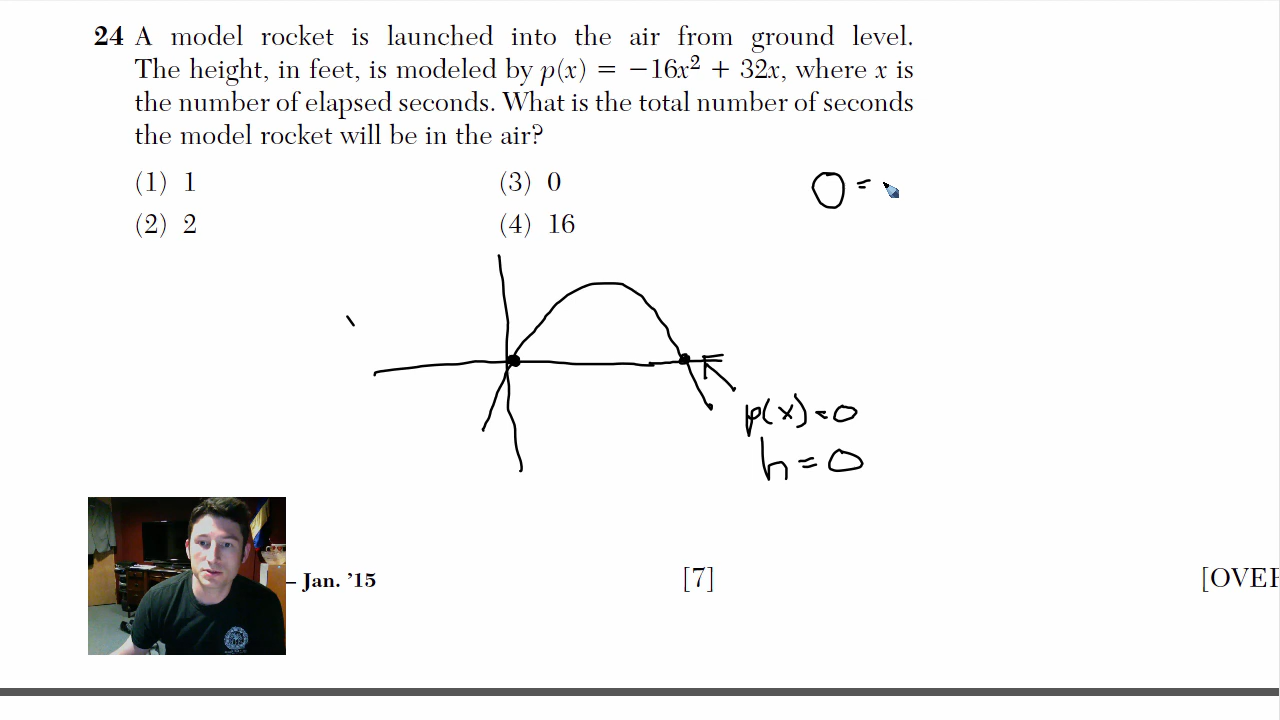 24 A model rocket is launched into the air from ground level.
The height, in feet, is modeled by p(x) = −16x² + 32x, where x is
the number of elapsed seconds. What is the total number of seconds
the model rocket will be in the air?
(1) 1
(3) 0
(2) 2
(4) 16
0 =
p(x) = 0
h = 0
– Jan. ’15
[7]
[OVER